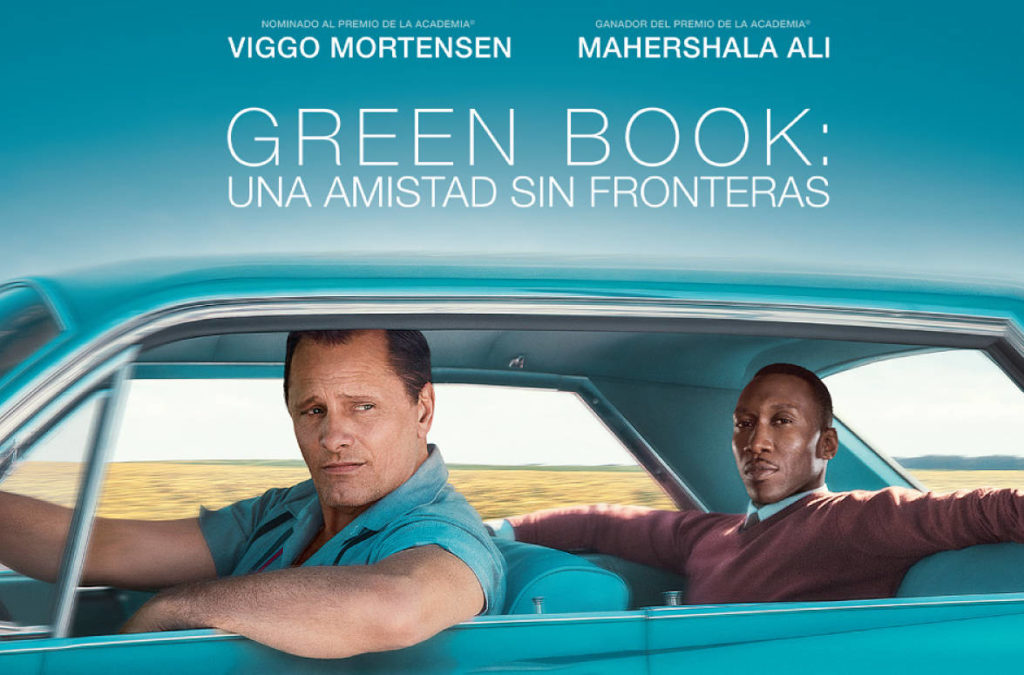 NOMINADO AL PREMIO DE LA ACADEMIA®
VIGGO MORTENSEN
GANADOR DEL PREMIO DE LA ACADEMIA®
MAHERSHALA ALI
GREEN BOOK:
UNA AMISTAD SIN FRONTERAS